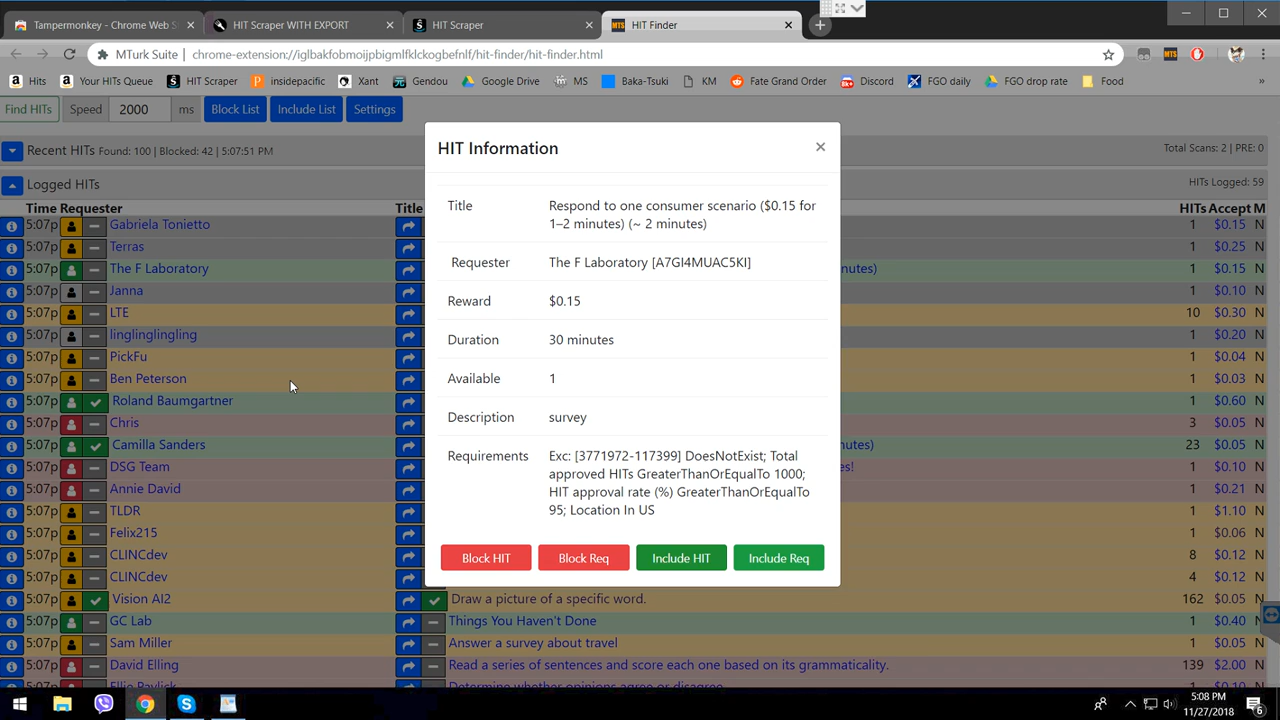 Tampermonkey - Chrome Web S
HIT Scraper WITH EXPORT
HIT Scraper
HIT Finder
MTurk Suite
chrome-extension://iglbakfobmoijpbigmlfklckogbefnlf/hit-finder/hit-finder.html
Hits
Your HITs Queue
HIT Scraper
insidepacific
Xant
Gendou
Google Drive
MS
Baka-Tsuki
KM
Fate Grand Order
Discord
FGO daily
FGO drop rate
Food
Find HITs Speed 2000 ms Block List Include List Settings
Recent HITs Found: 100 | Blocked: 42 | 5:07:51 PM
Total Scans: 2 | PRE: 0
Logged HITs
HITs Logged: 59
Time Requester Title HITs Accept M
5:07p Gabriela Tonietto 1 $0.15 N
5:07p Terras 1 $0.25 N
5:07p The F Laboratory nutes) 1 $0.15 N
5:07p Janna 1 $0.10 N
5:07p LTE 10 $0.30 N
5:07p linglinglingling 1 $0.20 N
5:07p PickFu 1 $0.04 N
5:07p Ben Peterson 1 $0.03 N
5:07p Roland Baumgartner 1 $0.60 N
5:07p Chris 3 $0.05 N
5:07p Camilla Sanders nutes) 23 $0.05 N
5:07p DSG Team es! 1 $0.10 N
5:07p Annie David 1 $0.21 N
5:07p TLDR 1 $1.10 N
5:07p Felix215 1 $0.06 N
5:07p CLINCdev 8 $0.12 N
5:07p CLINCdev 4 $0.12 N
5:07p Vision AI2 Draw a picture of a specific word. 162 $0.05 N
5:07p GC Lab Things You Haven't Done 1 $0.40 N
5:07p Sam Miller Answer a survey about travel 1 $0.05 N
5:07p David Elling Read a series of sentences and score each one based on its grammaticality. 139 $2.00 N
Ellie Pavlick Determine whether opinions agree or disagree
HIT Information
×
Title Respond to one consumer scenario ($0.15 for
1–2 minutes) (~ 2 minutes)
Requester The F Laboratory [A7GI4MUAC5KI]
Reward $0.15
Duration 30 minutes
Available 1
Description survey
Requirements Exc: [3771972-117399] DoesNotExist; Total
approved HITs GreaterThanOrEqualTo 1000;
HIT approval rate (%) GreaterThanOrEqualTo
95; Location In US
Block HIT Block Req Include HIT Include Req
5:08 PM
11/27/2018
6